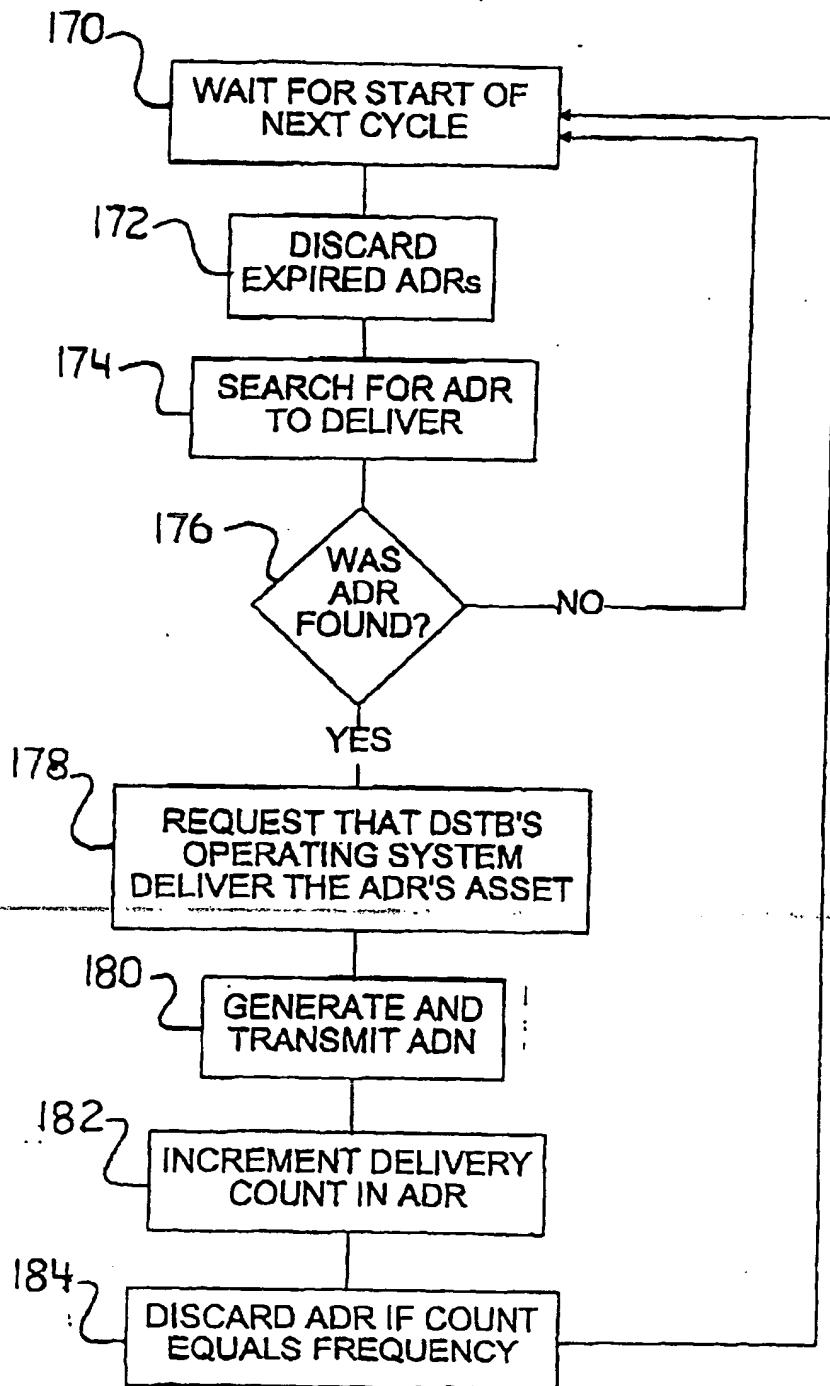 170
WAIT FOR START OF
NEXT CYCLE
172
DISCARD
EXPIRED ADRs
174
SEARCH FOR ADR
TO DELIVER
176
WAS
ADR
FOUND?
NO
YES
178
REQUEST THAT DSTB'S
OPERATING SYSTEM
DELIVER THE ADR'S ASSET
180
GENERATE AND
TRANSMIT ADN
182
INCREMENT DELIVERY
COUNT IN ADR
184
DISCARD ADR IF COUNT
EQUALS FREQUENCY